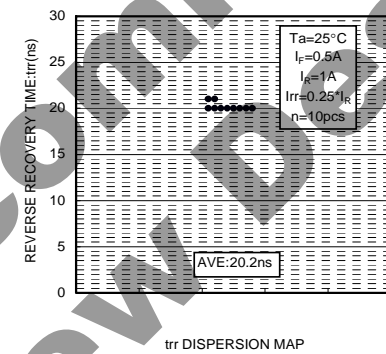 30
25
20
15
10
5
0
REVERSE RECOVERY TIME:trr(ns)
Ta=25°C
IF=0.5A
IR=1A
Irr=0.25*IR
n=10pcs
AVE:20.2ns
trr DISPERSION MAP